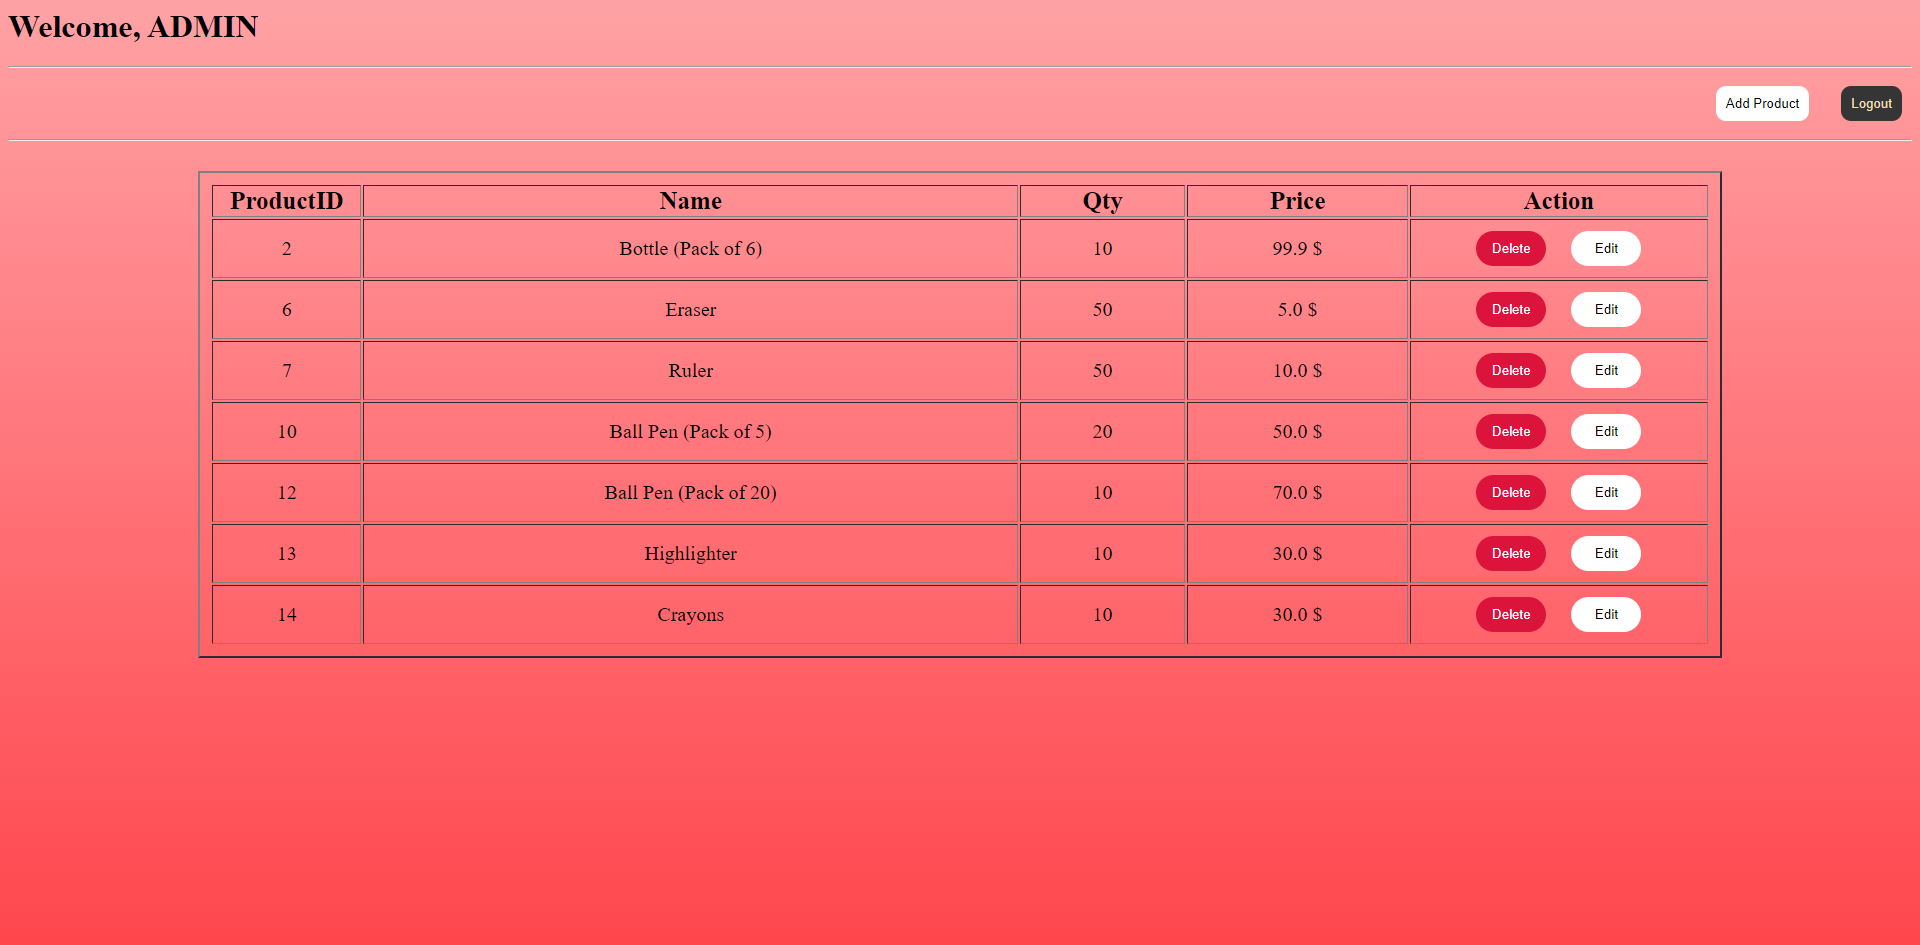 Welcome, ADMIN
Add Product Logout
ProductID Name Qty Price Action
2 Bottle (Pack of 6) 10 99.9 $ Delete Edit
6 Eraser 50 5.0 $ Delete Edit
7 Ruler 50 10.0 $ Delete Edit
10 Ball Pen (Pack of 5) 20 50.0 $ Delete Edit
12 Ball Pen (Pack of 20) 10 70.0 $ Delete Edit
13 Highlighter 10 30.0 $ Delete Edit
14 Crayons 10 30.0 $ Delete Edit